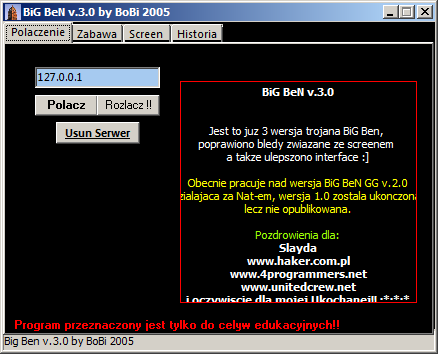 BiG BeN v.3.0 by BoBi 2005
Polaczenie Zabawa Screen Historia
127.0.0.1
Polacz Rozlacz !!
Usun Serwer
BiG BeN v.3.0
Jest to juz 3 wersja trojana BiG Ben,
poprawiono bledy zwiazane ze screenem
a takze ulepszono interface :]
Obecnie pracuje nad wersja BiG BeN GG v.2.0
zialajaca za Nat-em, wersja 1.0 zostala ukonczona
lecz nie opublikowana.
Pozdrowienia dla:
Slayda
www.haker.com.pl
www.4programmers.net
www.unitedcrew.net
i oczywiscie dla mojej Ukochanej!! :*:*:*
Program przeznaczony jest tylko do celyw edukacyjnych!!
Big Ben v.3.0 by BoBi 2005